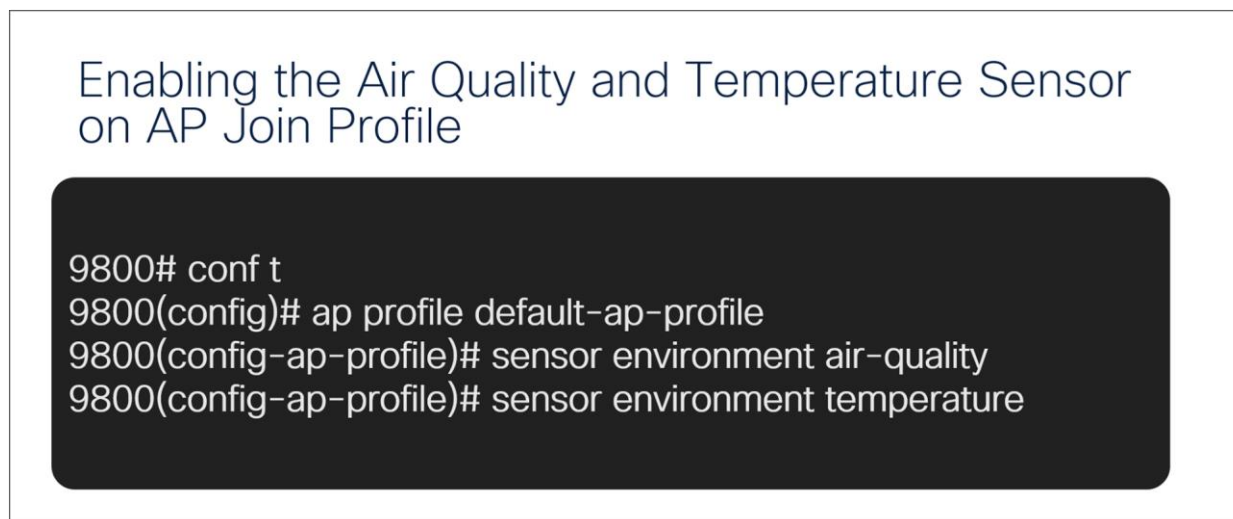 Enabling the Air Quality and Temperature Sensor
on AP Join Profile
9800# conf t
9800(config)# ap profile default-ap-profile
9800(config-ap-profile)# sensor environment air-quality
9800(config-ap-profile)# sensor environment temperature